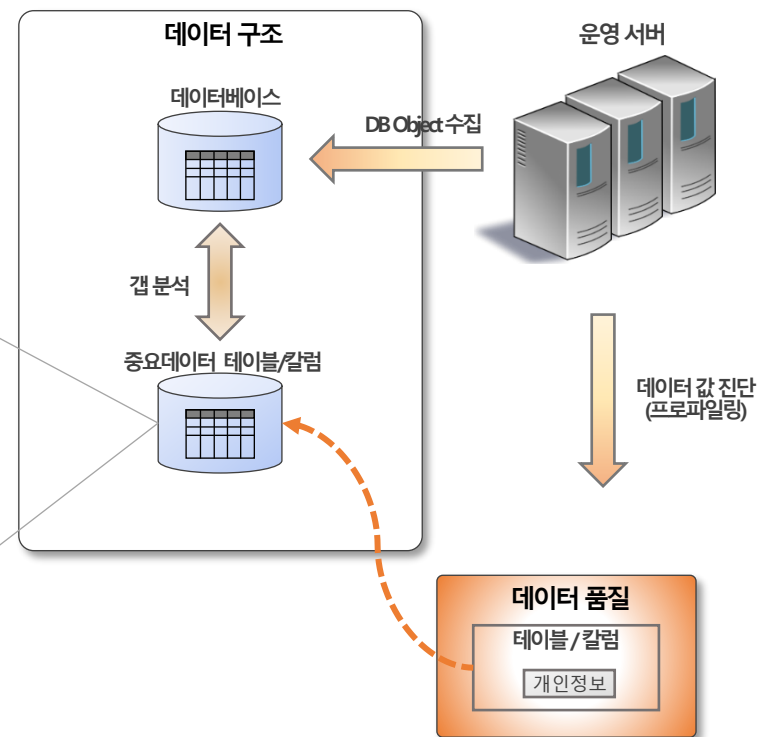 데이터 구조
운영 서버
데이터베이스
DB Object 수집
갭 분석
중요데이터 테이블/칼럼
데이터 값 진단
(프로파일링)
데이터 품질
테이블 / 칼럼
개인정보